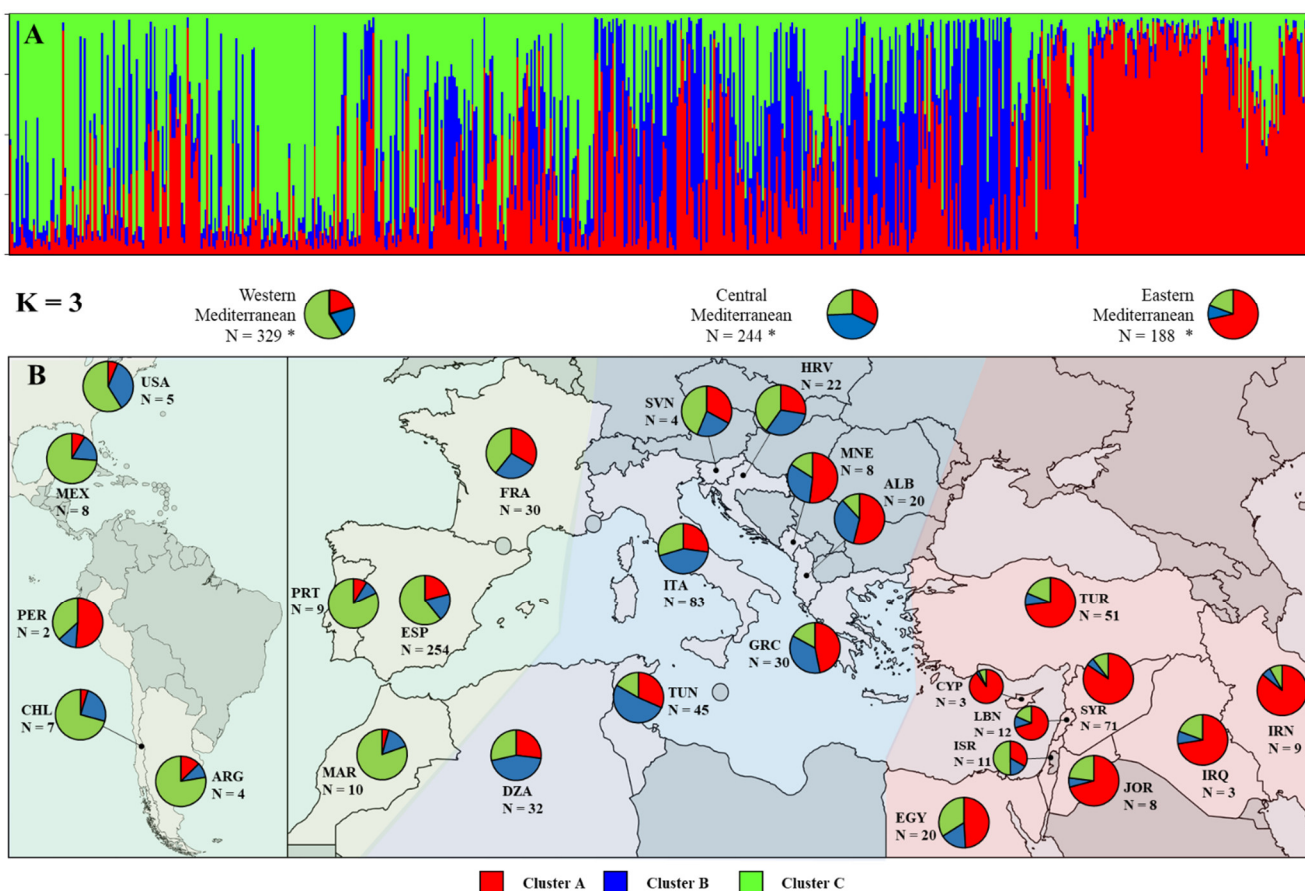 A
K = 3
Western
Mediterranean
N = 329 *
Central
Mediterranean
N = 244 *
Eastern
Mediterranean
N = 188 *
B
USA
N = 5
MEX
N = 8
PER
N = 2
CHL
N = 7
ARG
N = 4
FRA
N = 30
PRT
N = 9
ESP
N = 254
MAR
N = 10
DZA
N = 32
SVN
N = 4
HRV
N = 22
MNE
N = 8
ALB
N = 20
ITA
N = 83
GRC
N = 30
TUN
N = 45
TUR
N = 51
CYP
N = 3
LBN
N = 12
ISR
N = 11
SYR
N = 71
IRN
N = 9
IRQ
N = 3
JOR
N = 8
EGY
N = 20
Cluster A
Cluster B
Cluster C